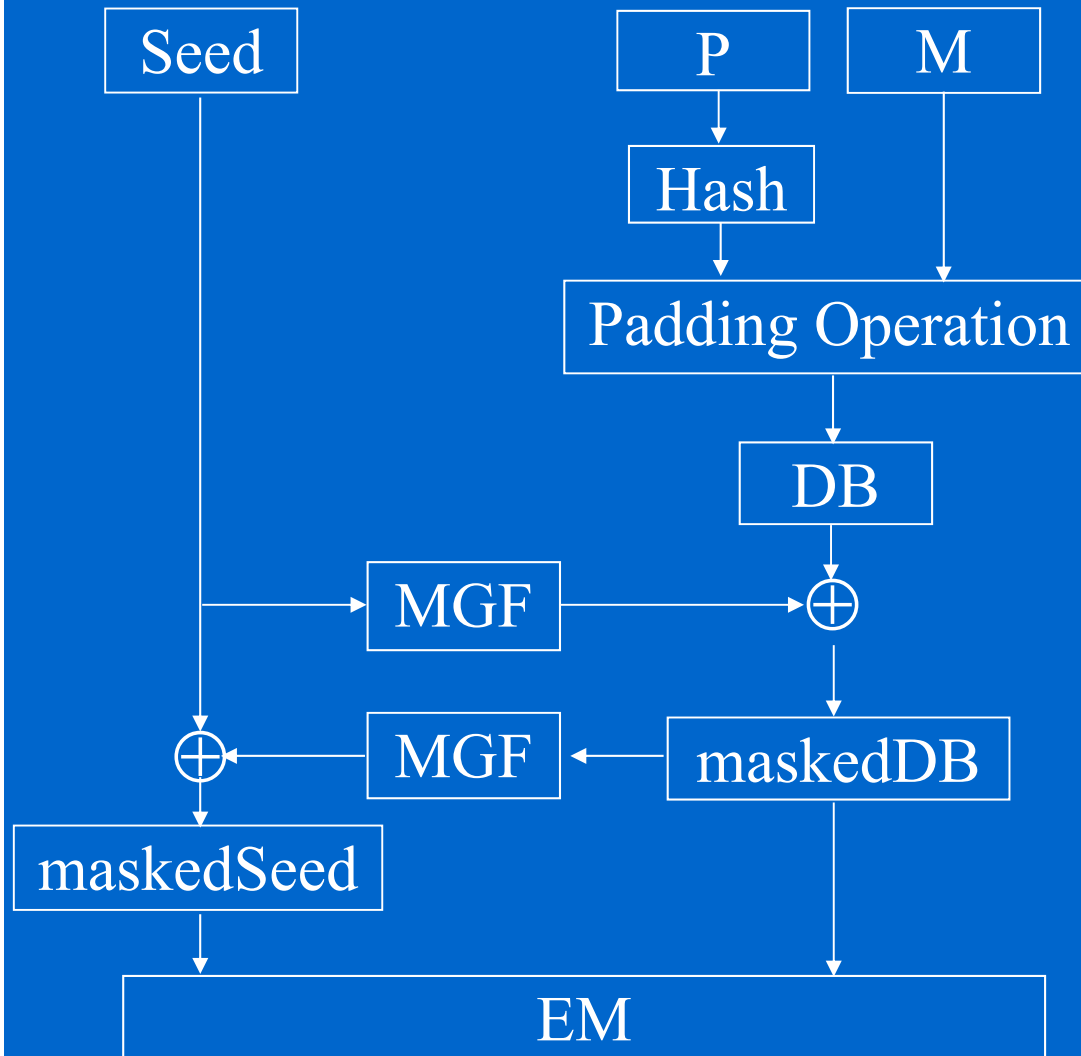 Seed
P
M
Hash
Padding Operation
DB
MGF
MGF
maskedDB
maskedSeed
EM